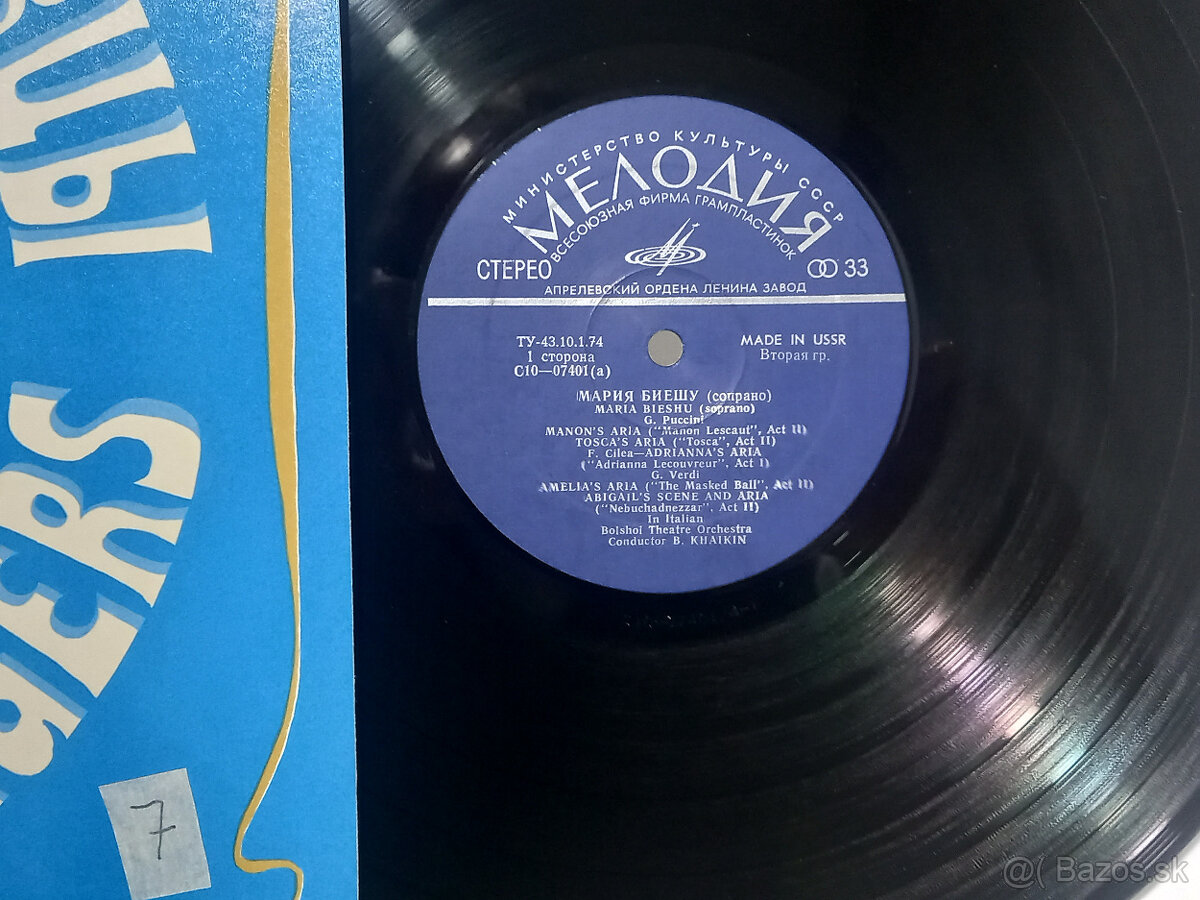 ERS
7
МИНИСТЕРСТВО КУЛЬТУРЫ СССР
МЕЛОДИЯ
ВСЕСОЮЗНАЯ ФИРМА ГРАМПЛАСТИНОК
СТЕРЕО
33
АПРЕЛЕВСКИЙ ОРДЕНА ЛЕНИНА ЗАВОД
ТУ-43.10.1.74
1 сторона
С10—07401(а)
MADE IN USSR
Вторая гр.
МАРИЯ БИЕШУ (сопрано)
MARIA BIESHU (soprano)
G. Puccini
MANON'S ARIA ("Manon Lescaut", Act II)
TOSCA'S ARIA ("Tosca", Act II)
F. Cilea—ADRIANNA'S ARIA
("Adrianna Lecouvreur", Act I)
G. Verdi
AMELIA'S ARIA ("The Masked Ball", Act II)
ABIGAIL'S SCENE AND ARIA
("Nebuchadnezzar", Act II)
In Italian
Bolshoi Theatre Orchestra
Conductor B. KHAIKIN
@( Bazos.sk